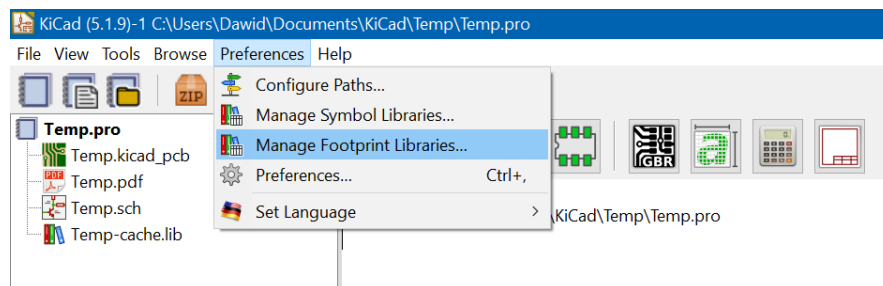 KiCad (5.1.9)-1 C:\Users\Dawid\Documents\KiCad\Temp\Temp.pro
File View Tools Browse Preferences Help
ZIP
Configure Paths...
Manage Symbol Libraries...
Manage Footprint Libraries...
Preferences... Ctrl+,
Set Language
GBR
a
Temp.pro
Temp.kicad_pcb
PDF
Temp.pdf
Temp.sch
Temp-cache.lib
\KiCad\Temp\Temp.pro